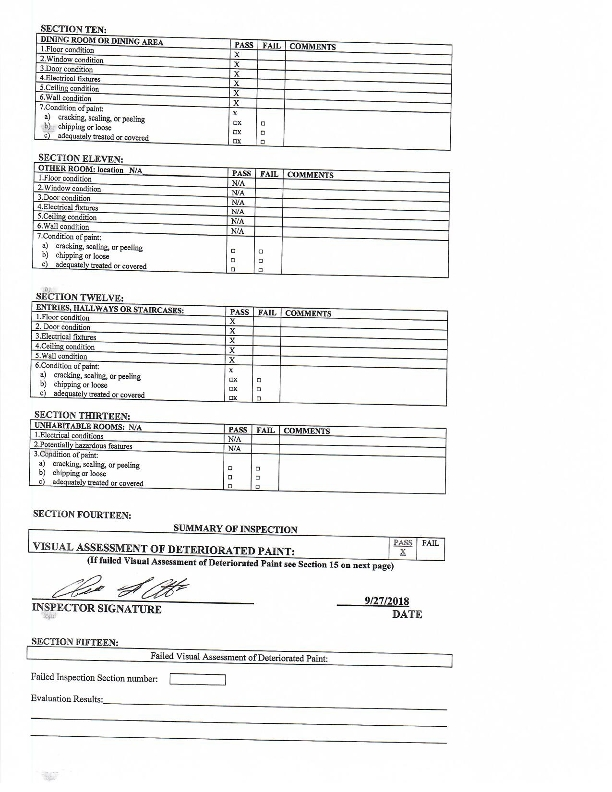 SECTION TEN:
DINING ROOM OR DINING AREA PASS FAIL COMMENTS
1.Floor condition X
2.Window condition X
3.Door condition X
4.Electrical fixtures X
5.Ceiling condition X
6.Wall condition X
7.Condition of paint: X
a) cracking, scaling, or peeling □X □
b) chipping or loose □X □
c) adequately treated or covered □X □
SECTION ELEVEN:
OTHER ROOM: location N/A PASS FAIL COMMENTS
1.Floor condition N/A
2.Window condition N/A
3.Door condition N/A
4.Electrical fixtures N/A
5.Ceiling condition N/A
6.Wall condition N/A
7.Condition of paint:
a) cracking, scaling, or peeling □ □
b) chipping or loose □ □
c) adequately treated or covered □ □
SECTION TWELVE:
ENTRIES, HALLWAYS OR STAIRCASES: PASS FAIL COMMENTS
1.Floor condition X
2. Door condition X
3.Electrical fixtures X
4.Ceiling condition X
5.Wall condition X
6.Condition of paint: X
a) cracking, scaling, or peeling □X □
b) chipping or loose □X □
c) adequately treated or covered □X □
SECTION THIRTEEN:
UNHABITABLE ROOMS: N/A PASS FAIL COMMENTS
1.Electrical conditions N/A
2.Potentially hazardous features N/A
3.Condition of paint:
a) cracking, scaling, or peeling □ □
b) chipping or loose □ □
c) adequately treated or covered □ □
SECTION FOURTEEN:
SUMMARY OF INSPECTION
VISUAL ASSESSMENT OF DETERIORATED PAINT: PASS FAIL
X
(If failed Visual Assessment of Deteriorated Paint see Section 15 on next page)
9/27/2018
INSPECTOR SIGNATURE DATE
SECTION FIFTEEN:
Failed Visual Assessment of Deteriorated Paint:
Failed Inspection Section number:
Evaluation Results: